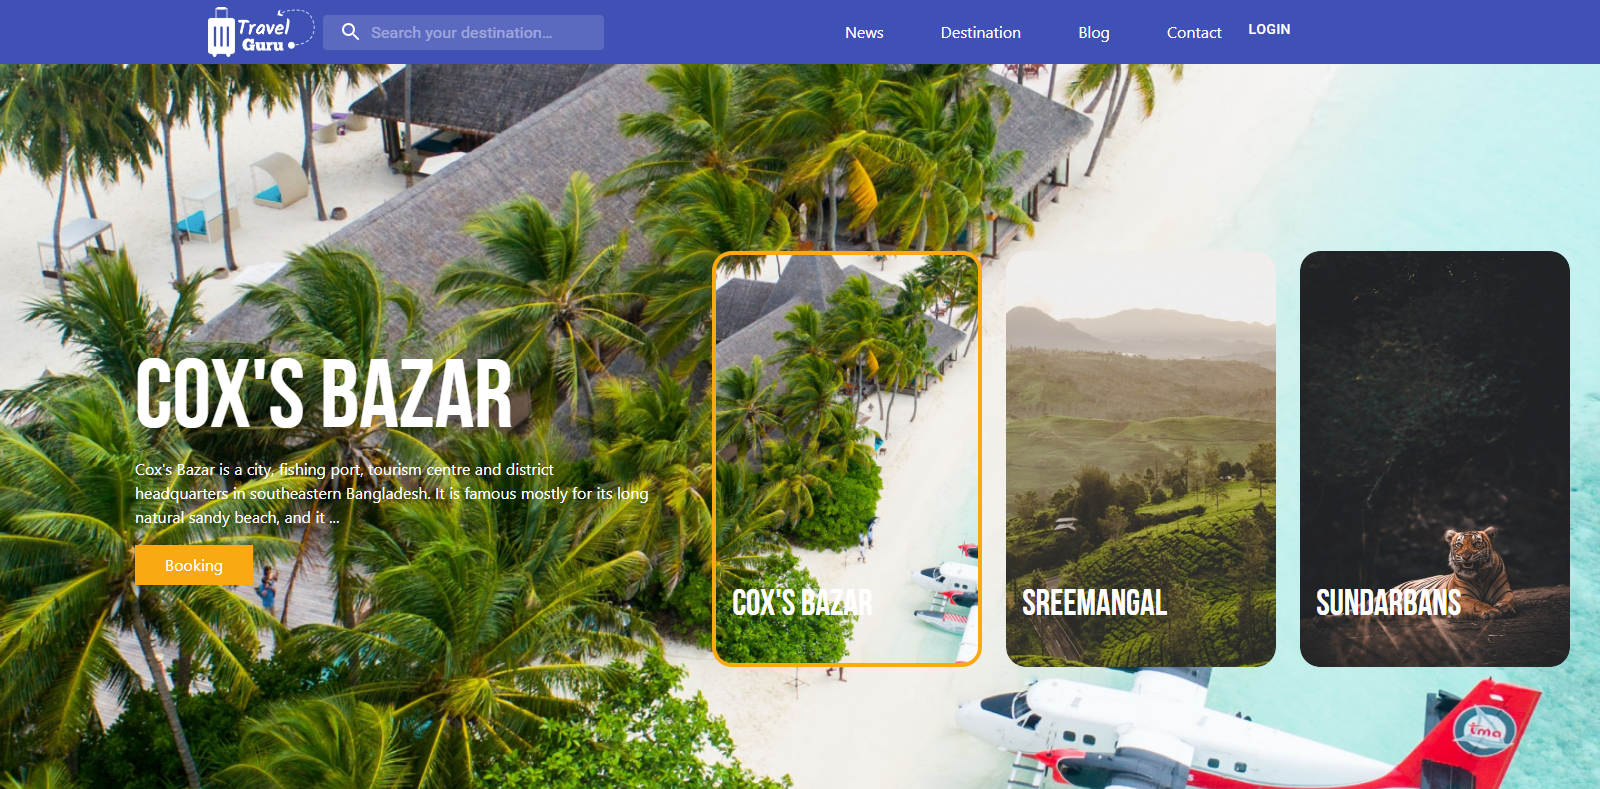 Travel
Guru
Search your destination...
News
Destination
Blog
Contact
LOGIN
COX'S BAZAR
Cox's Bazar is a city, fishing port, tourism centre and district
headquarters in southeastern Bangladesh. It is famous mostly for its long
natural sandy beach, and it ...
Booking
COX'S BAZAR
SREEMANGAL
SUNDARBANS
tma